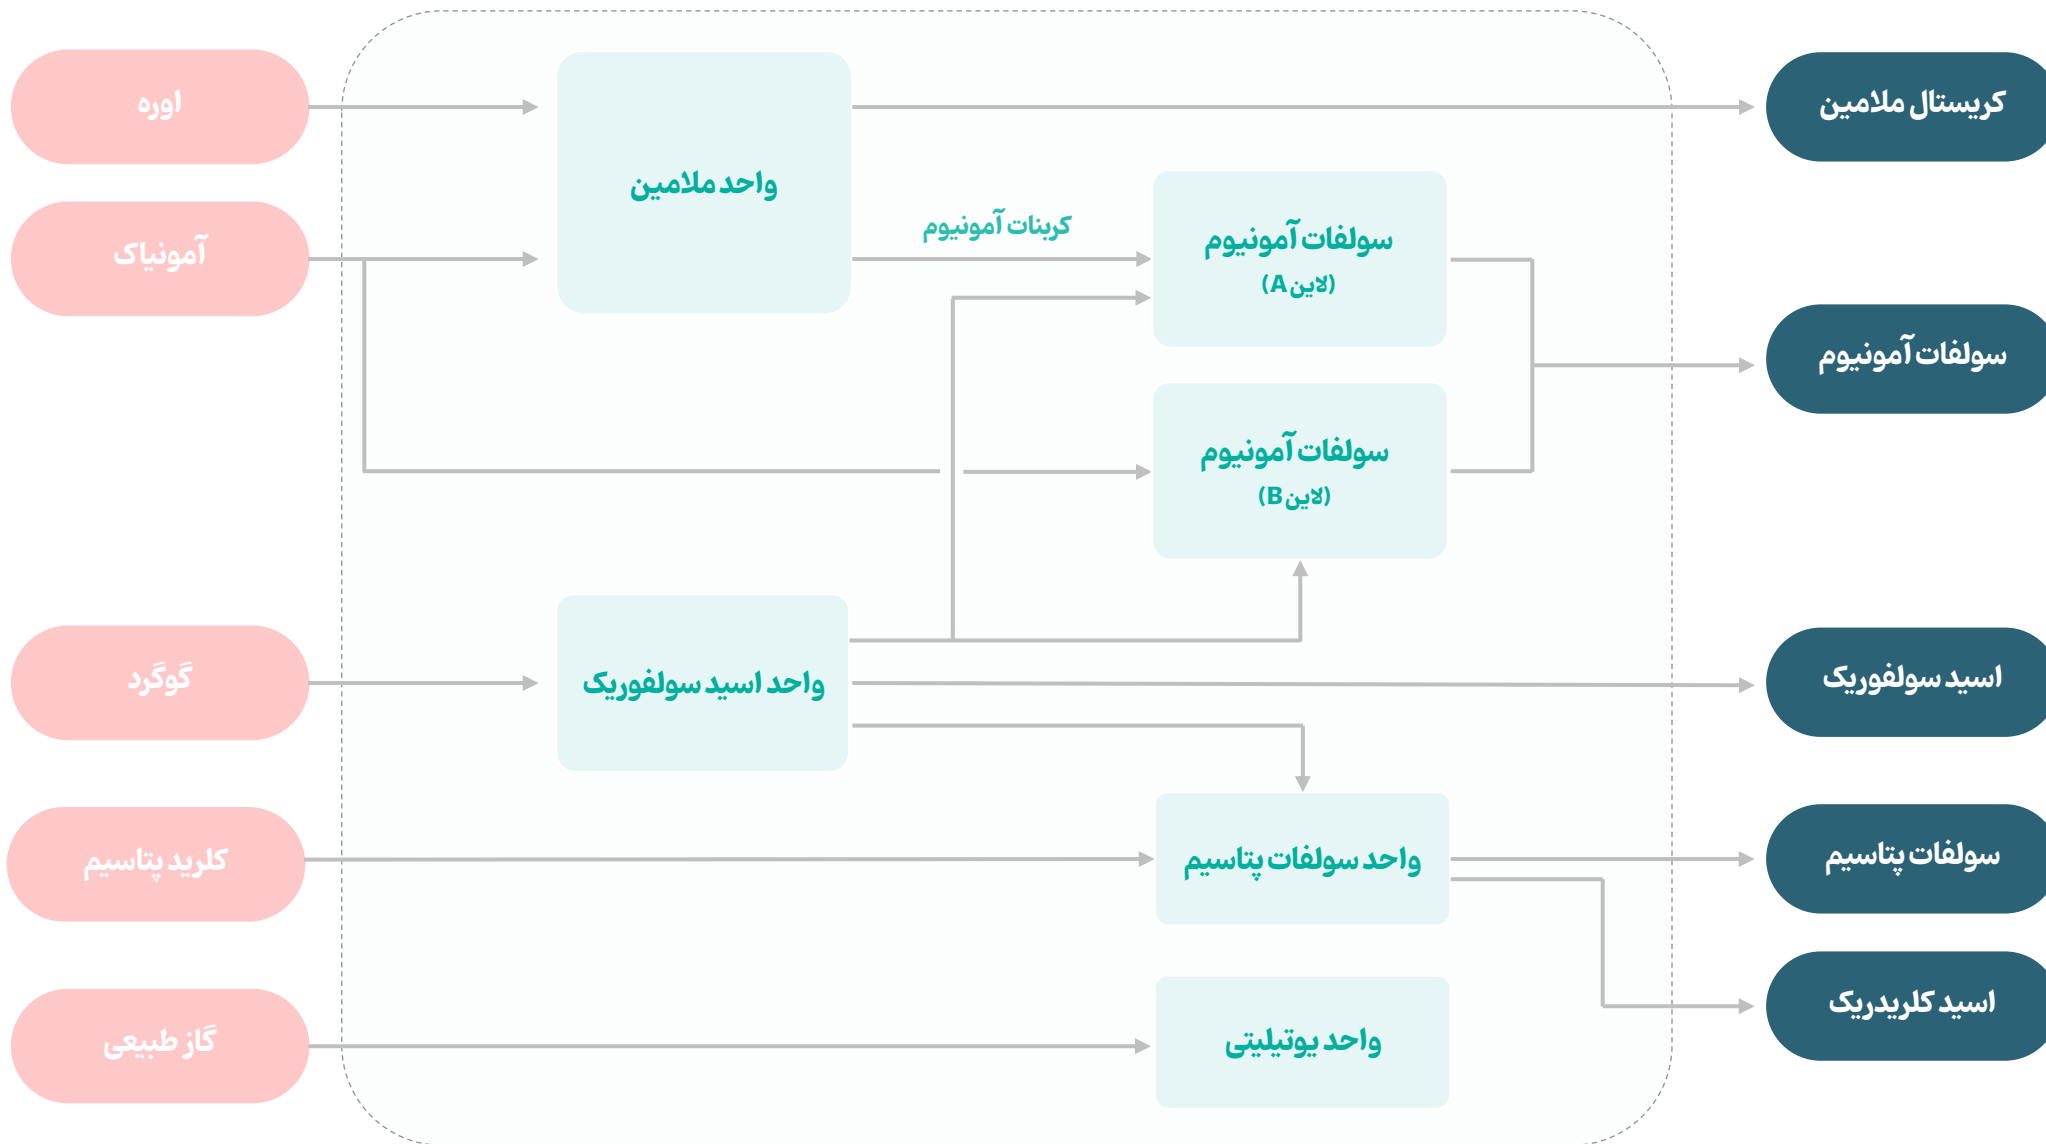 اوره
آمونیاک
گوگرد
کلرید پتاسیم
گاز طبیعی
واحد ملامین
کربنات آمونیوم
سولفات آمونیوم
(لاین A)
سولفات آمونیوم
(لاین B)
واحد اسید سولفوریک
واحد سولفات پتاسیم
واحد یوتیلیتی
کریستال ملامین
سولفات آمونیوم
اسید سولفوریک
سولفات پتاسیم
اسید کلریدریک